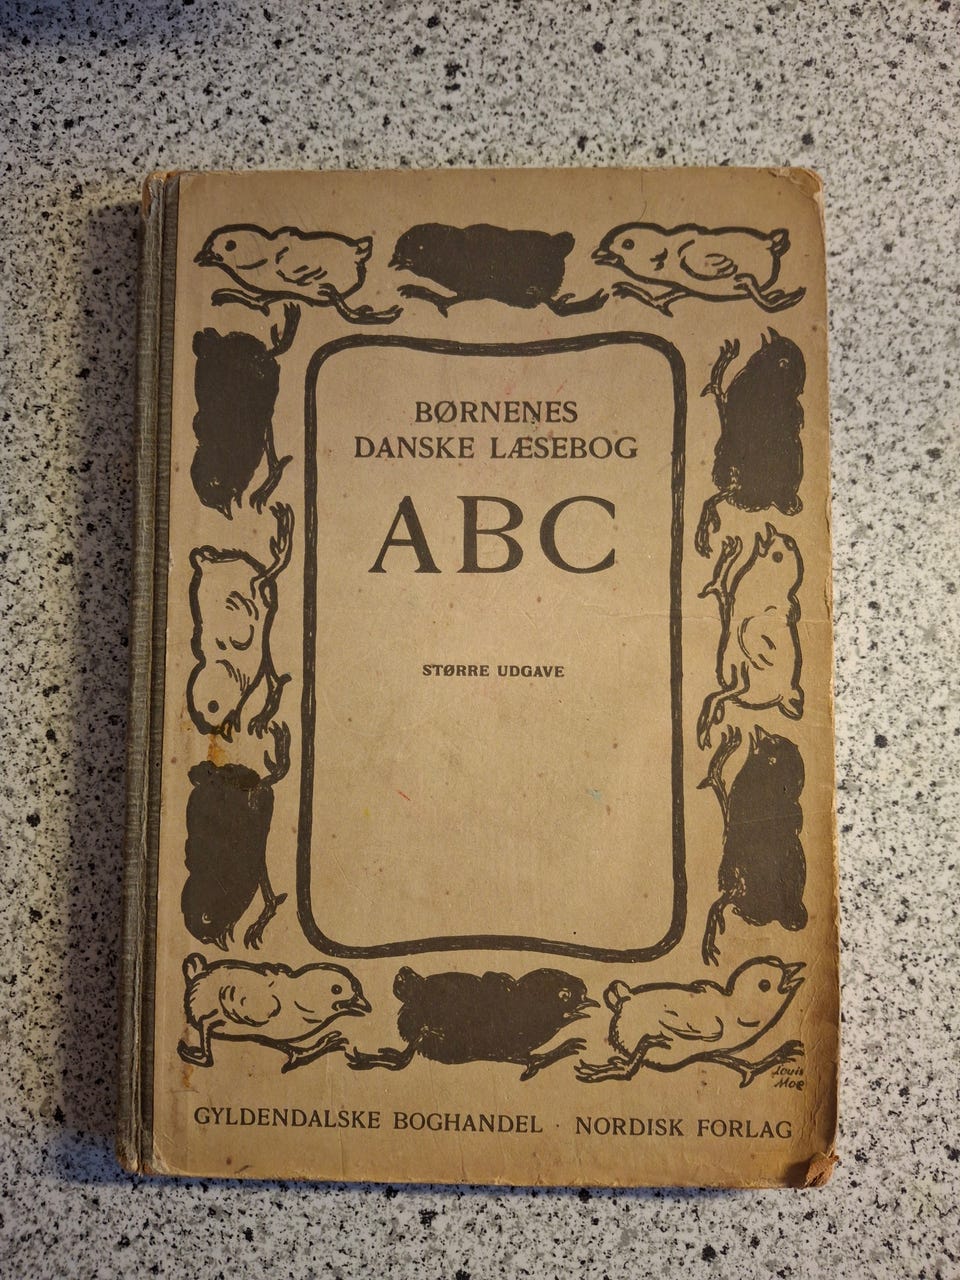 BØRNENES
DANSKE LÆSEBOG
ABC
STØRRE UDGAVE
Louis
Moe
GYLDENDALSKE BOGHANDEL · NORDISK FORLAG